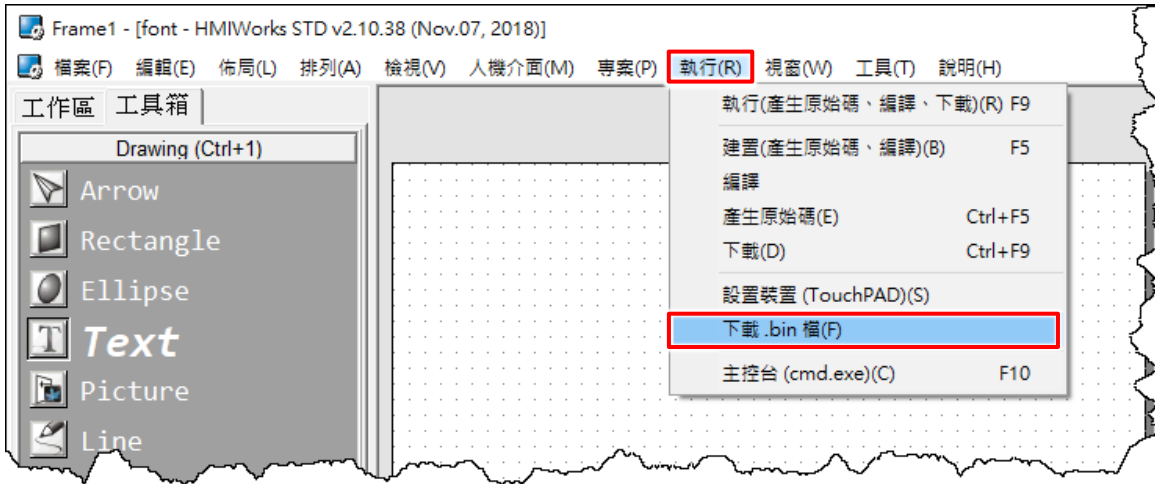 Frame1 - [font - HMIWorks STD v2.10.38 (Nov.07, 2018)]
檔案(F) 編輯(E) 佈局(L) 排列(A) 檢視(V) 人機介面(M) 專案(P) 執行(R) 視窗(W) 工具(T) 說明(H)
工作區 工具箱
Drawing (Ctrl+1)
Arrow
Rectangle
Ellipse
T Text
Picture
Line
執行(產生原始碼、編譯、下載)(R) F9
建置(產生原始碼、編譯)(B) F5
編譯
產生原始碼(E) Ctrl+F5
下載(D) Ctrl+F9
設置裝置 (TouchPAD)(S)
下載 .bin 檔(F)
主控台 (cmd.exe)(C) F10